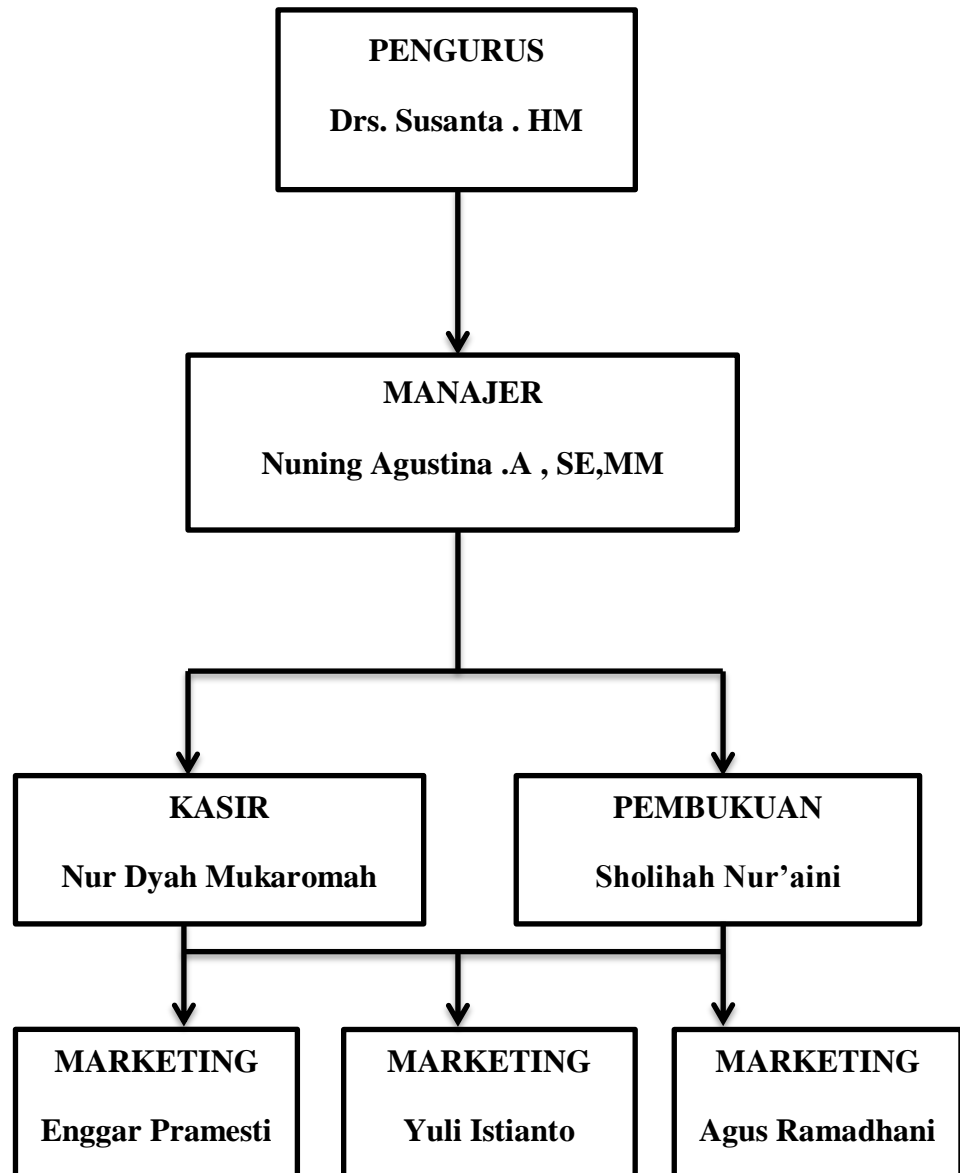 PENGURUS
Drs. Susanta . HM
MANAJER
Nuning Agustina .A , SE,MM
KASIR
Nur Dyah Mukaromah
PEMBUKUAN
Sholihah Nur’aini
MARKETING
Enggar Pramesti
MARKETING
Yuli Istianto
MARKETING
Agus Ramadhani